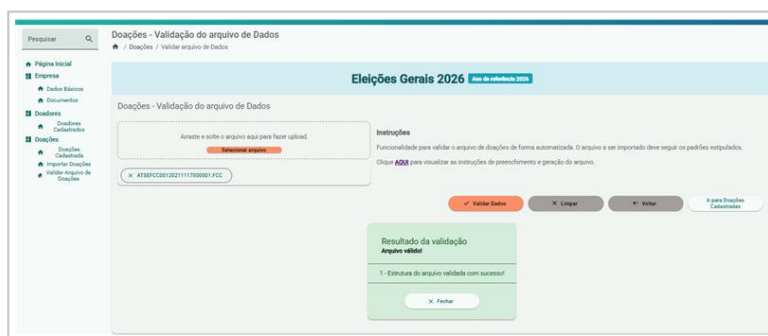 Pesquisar
Doações - Validação do arquivo de Dados
/ Doações / Validar arquivo de Dados
Página Inicial
Empresa
Dados Básicos
Documentos
Doadores
Doadores
Cadastrados
Doações
Doações
Cadastrada
Importar Doações
Validar Arquivo de
Doações
Eleições Gerais 2026 Ano de referência 2026
Doações - Validação do arquivo de Dados
Arraste e solte o arquivo aqui para fazer upload.
Selecionar arquivo
× ATSEFCC00120211117000001.FCC
Instruções
Funcionalidade para validar o arquivo de doações de forma automatizada. O arquivo a ser importado deve seguir os padrões estipulados.
Clique AQUI para visualizar as instruções de preenchimento e geração do arquivo.
✓ Validar Dados
× Limpar
← Voltar
Ir para Doações
Cadastradas
Resultado da validação
Arquivo válido!
1 - Estrutura do arquivo validada com sucesso!
× Fechar